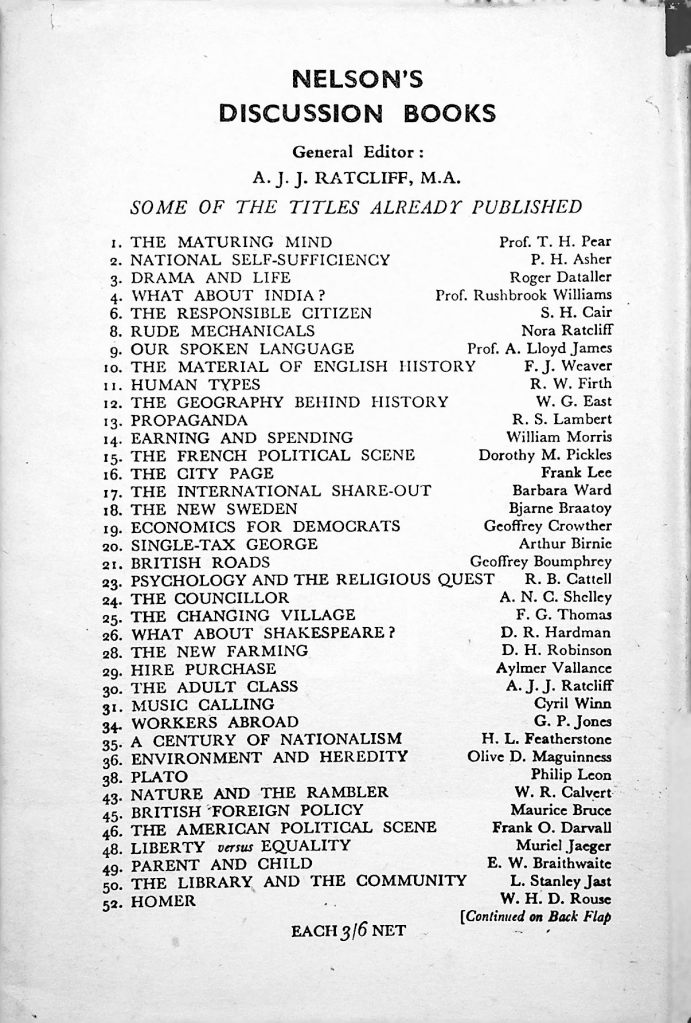 NELSON'S
DISCUSSION BOOKS
General Editor :
A. J. J. RATCLIFF, M.A.
SOME OF THE TITLES ALREADY PUBLISHED
1. THE MATURING MIND Prof. T. H. Pear
2. NATIONAL SELF-SUFFICIENCY P. H. Asher
3. DRAMA AND LIFE Roger Dataller
4. WHAT ABOUT INDIA? Prof. Rushbrook Williams
6. THE RESPONSIBLE CITIZEN S. H. Cair
8. RUDE MECHANICALS Nora Ratcliff
9. OUR SPOKEN LANGUAGE Prof. A. Lloyd James
10. THE MATERIAL OF ENGLISH HISTORY F. J. Weaver
11. HUMAN TYPES R. W. Firth
12. THE GEOGRAPHY BEHIND HISTORY W. G. East
13. PROPAGANDA R. S. Lambert
14. EARNING AND SPENDING William Morris
15. THE FRENCH POLITICAL SCENE Dorothy M. Pickles
16. THE CITY PAGE Frank Lee
17. THE INTERNATIONAL SHARE-OUT Barbara Ward
18. THE NEW SWEDEN Bjarne Braatoy
19. ECONOMICS FOR DEMOCRATS Geoffrey Crowther
20. SINGLE-TAX GEORGE Arthur Birnie
21. BRITISH ROADS Geoffrey Boumphrey
23. PSYCHOLOGY AND THE RELIGIOUS QUEST R. B. Cattell
24. THE COUNCILLOR A. N. C. Shelley
25. THE CHANGING VILLAGE F. G. Thomas
26. WHAT ABOUT SHAKESPEARE? D. R. Hardman
28. THE NEW FARMING D. H. Robinson
29. HIRE PURCHASE Aylmer Vallance
30. THE ADULT CLASS A. J. J. Ratcliff
31. MUSIC CALLING Cyril Winn
34. WORKERS ABROAD G. P. Jones
35. A CENTURY OF NATIONALISM H. L. Featherstone
36. ENVIRONMENT AND HEREDITY Olive D. Maguinness
38. PLATO Philip Leon
43. NATURE AND THE RAMBLER W. R. Calvert
45. BRITISH FOREIGN POLICY Maurice Bruce
46. THE AMERICAN POLITICAL SCENE Frank O. Darvall
48. LIBERTY versus EQUALITY Muriel Jaeger
49. PARENT AND CHILD E. W. Braithwaite
50. THE LIBRARY AND THE COMMUNITY L. Stanley Jast
52. HOMER W. H. D. Rouse
[Continued on Back Flap
EACH 3/6 NET